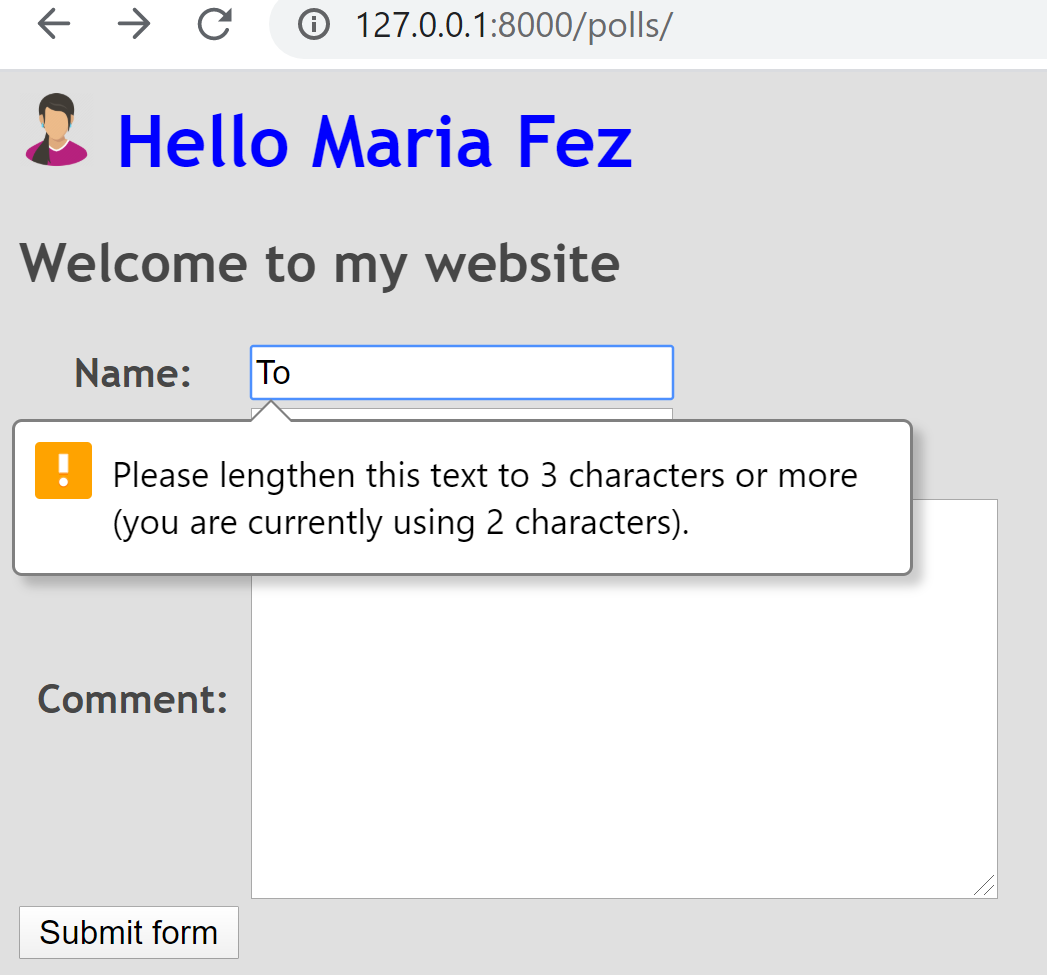 127.0.0.1:8000/polls/
Hello Maria Fez
Welcome to my website
Name: To
Please lengthen this text to 3 characters or more
(you are currently using 2 characters).
Comment:
Submit form